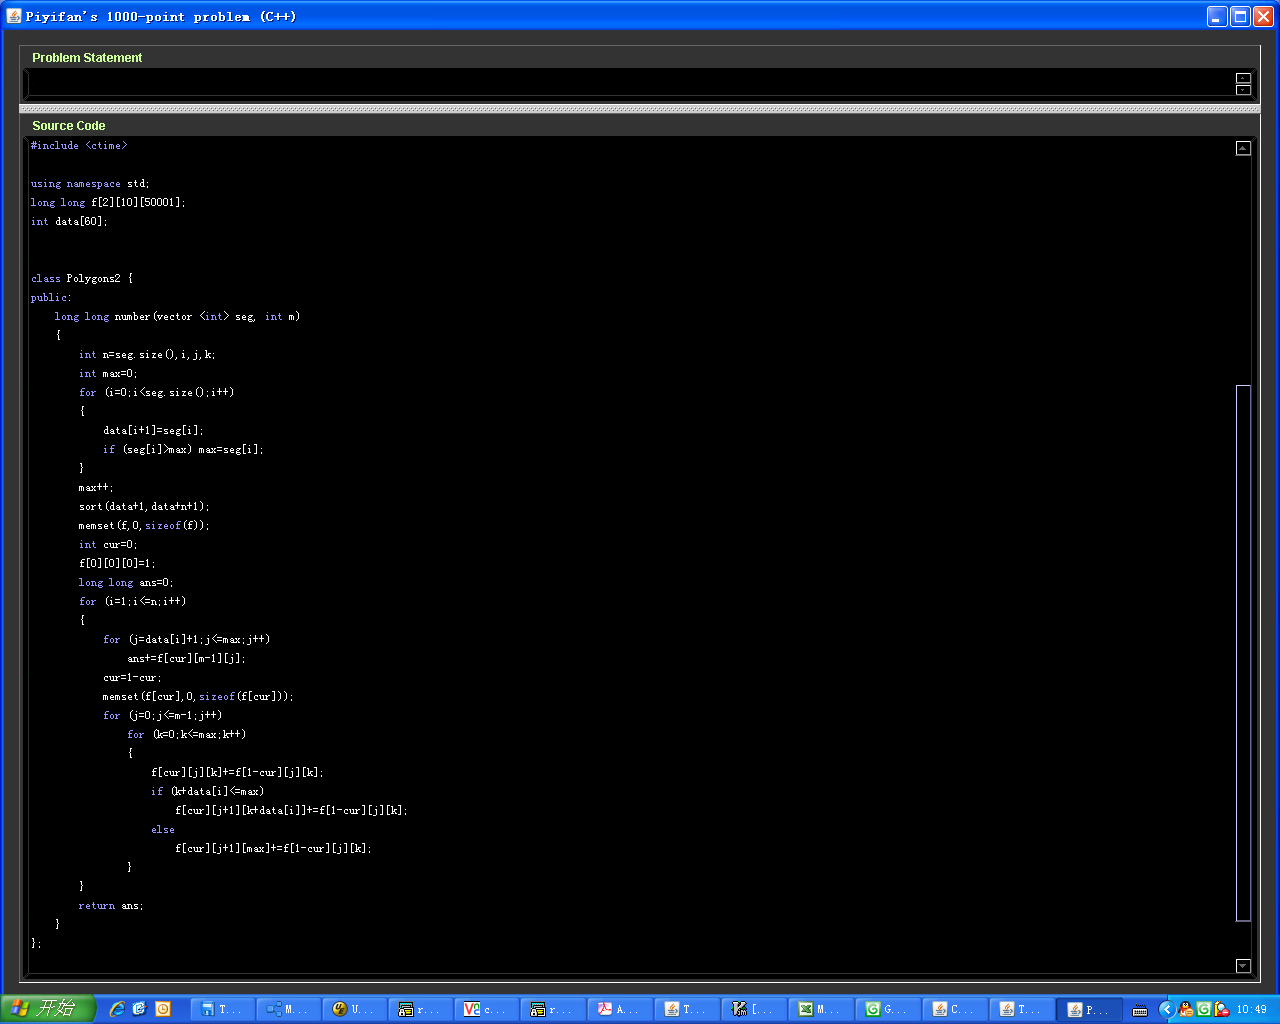 Piyifan's 1000-point problem (C++)
Problem Statement
Source Code
#include <ctime>
using namespace std;
long long f[2][10][50001];
int data[60];
class Polygons2 {
public:
    long long number(vector <int> seg, int m)
    {
        int n=seg.size(),i,j,k;
        int max=0;
        for (i=0;i<seg.size();i++)
        {
            data[i+1]=seg[i];
            if (seg[i]>max) max=seg[i];
        }
        max++;
        sort(data+1,data+n+1);
        memset(f,0,sizeof(f));
        int cur=0;
        f[0][0][0]=1;
        long long ans=0;
        for (i=1;i<=n;i++)
        {
            for (j=data[i]+1;j<=max;j++)
                ans+=f[cur][m-1][j];
            cur=1-cur;
            memset(f[cur],0,sizeof(f[cur]));
            for (j=0;j<=m-1;j++)
                for (k=0;k<=max;k++)
                {
                    f[cur][j][k]+=f[1-cur][j][k];
                    if (k+data[i]<=max)
                        f[cur][j+1][k+data[i]]+=f[1-cur][j][k];
                    else
                        f[cur][j+1][max]+=f[1-cur][j][k];
                }
        }
        return ans;
    }
};
开始 T... M... U... r... c... r... A... T... [... M... G... C... T... P... 10:49